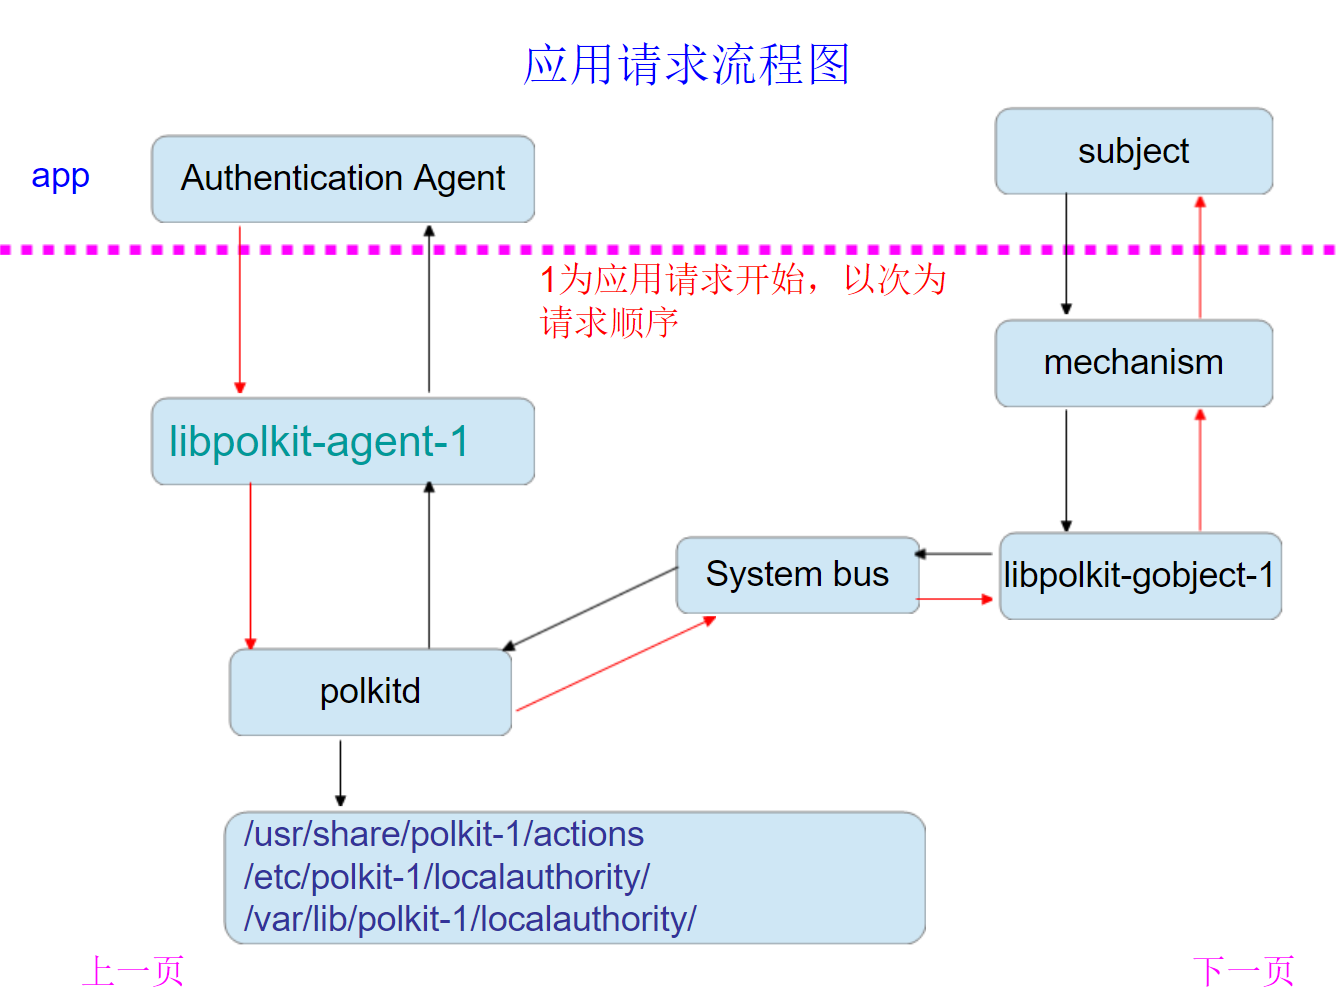 应用请求流程图
app
Authentication Agent
subject
1为应用请求开始，以次为
请求顺序
mechanism
libpolkit-agent-1
System bus
libpolkit-gobject-1
polkitd
/usr/share/polkit-1/actions
/etc/polkit-1/localauthority/
/var/lib/polkit-1/localauthority/
上一页
下一页